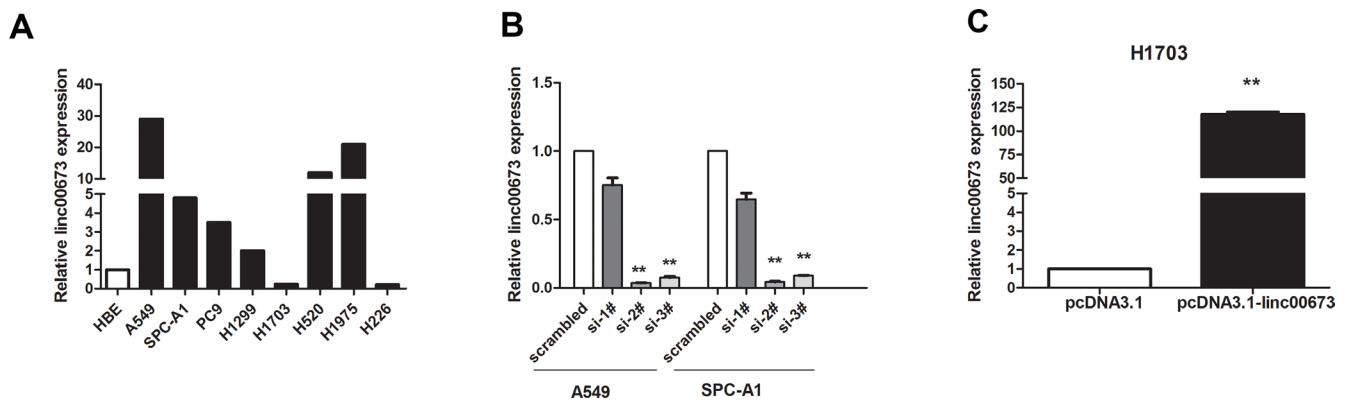 A
Relative linc00673 expression
40
30
20
10
5
4
3
2
1
0
HBE
A549
SPC-A1
PC9
H1299
H1703
H520
H1975
H226
B
Relative linc00673 expression
1.5
1.0
0.5
0.0
**
**
**
**
scrambled
si-1#
si-2#
si-3#
scrambled
si-1#
si-2#
si-3#
A549
SPC-A1
C
H1703
Relative linc00673 expression
150
125
100
75
50
5
4
3
2
1
0
**
pcDNA3.1
pcDNA3.1-linc00673